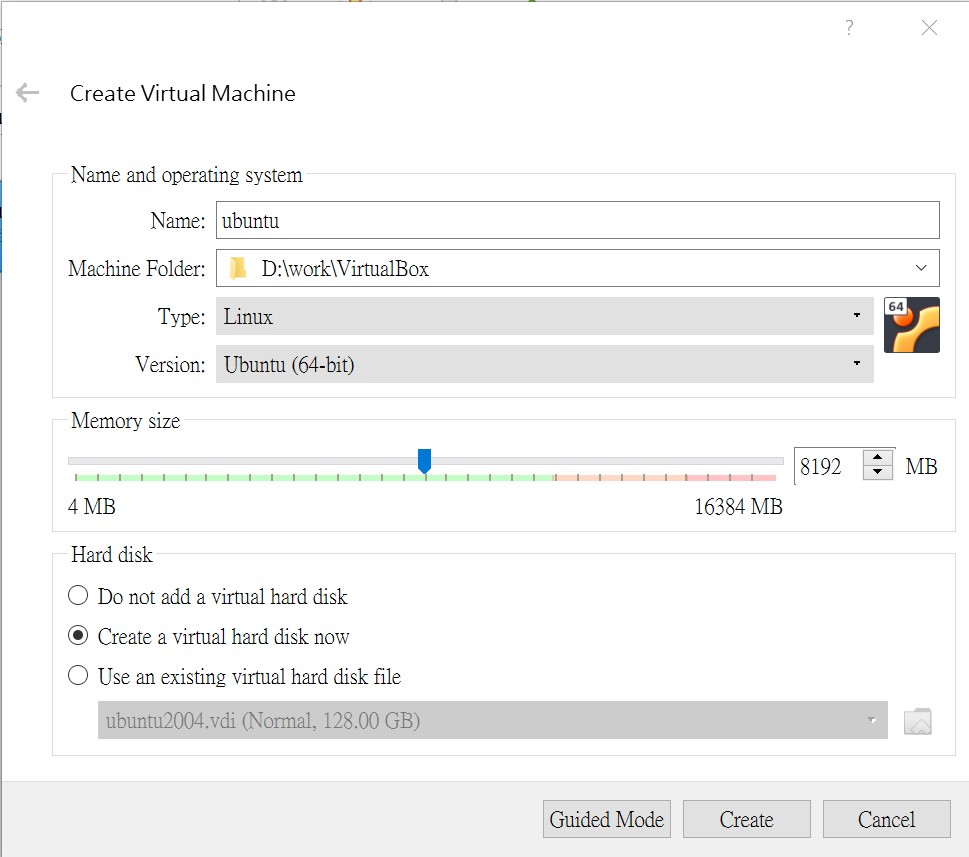 ?
Create Virtual Machine
Name and operating system
Name: ubuntu
Machine Folder: D:\work\VirtualBox
Type: Linux
64
Version: Ubuntu (64-bit)
Memory size
8192 MB
4 MB 16384 MB
Hard disk
Do not add a virtual hard disk
Create a virtual hard disk now
Use an existing virtual hard disk file
ubuntu2004.vdi (Normal, 128.00 GB)
Guided Mode Create Cancel